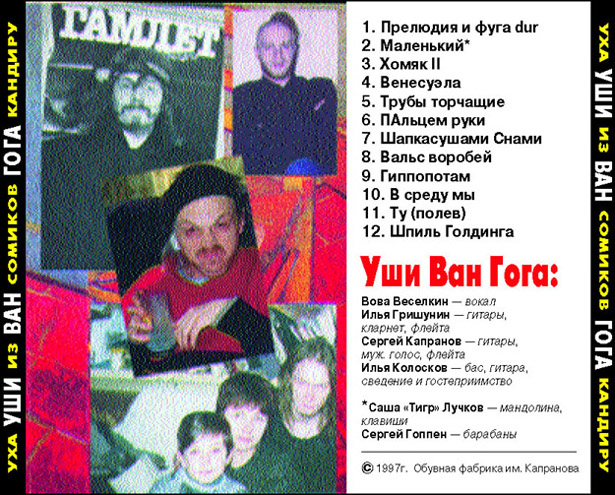 УХА УШИ ИЗ ВАН СОМИКОВ ГОГА КАНДИРУ
ГАМЛЕТ
1. Прелюдия и фуга dur
2. Маленький*
3. Хомяк II
4. Венесуэла
5. Трубы торчащие
6. ПАльцем руки
7. Шапкасушами Снами
8. Вальс воробей
9. Гиппопотам
10. В среду мы
11. Ту (полев)
12. Шпиль Голдинга
Уши Ван Гога:
Вова Веселкин — вокал
Илья Гришунин — гитары,
кларнет, флейта
Сергей Капранов — гитары,
муж. голос, флейта
Илья Колосков — бас, гитара,
сведение и гостеприимство
*Саша «Тигр» Лучков — мандолина,
клавиши
Сергей Гоппен — барабаны
© 1997г. Обувная фабрика им. Капранова
УХА УШИ ИЗ ВАН СОМИКОВ ГОГА КАНДИРУ